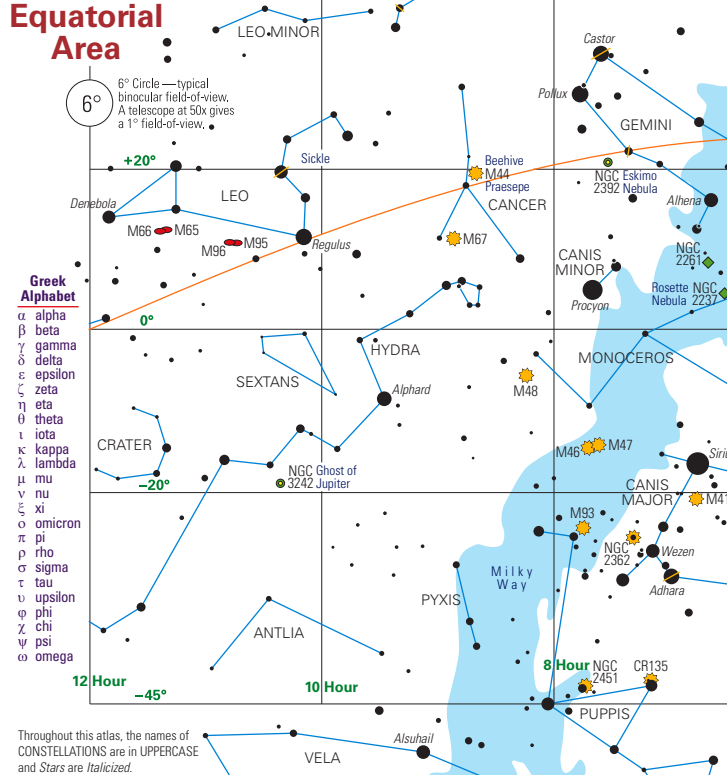 Equatorial
Area
6°
6° Circle — typical
binocular field-of-view.
A telescope at 50x gives
a 1° field-of-view.
LEO MINOR
Castor
Pollux
GEMINI
+20°
Sickle
Beehive
M44
Praesepe
NGC
2392
Eskimo
Nebula
LEO
CANCER
Denebola
Alhena
M66
M65
M96
M95
Regulus
M67
NGC
2261
CANIS
MINOR
Procyon
Rosette
Nebula
NGC
2237
Greek
Alphabet
α alpha
β beta
γ gamma
δ delta
ε epsilon
ζ zeta
η eta
θ theta
ι iota
κ kappa
λ lambda
μ mu
ν nu
ξ xi
ο omicron
π pi
ρ rho
σ sigma
τ tau
υ upsilon
φ phi
χ chi
ψ psi
ω omega
0°
HYDRA
MONOCEROS
SEXTANS
M48
Alphard
CRATER
M46
M47
Siri
NGC
3242
Ghost of
Jupiter
–20°
CANIS
MAJOR
M41
M93
NGC
2362
Wezen
Adhara
Milky
Way
PYXIS
ANTLIA
12 Hour
–45°
10 Hour
8 Hour
NGC
2451
CR135
PUPPIS
Alsuhail
VELA
Throughout this atlas, the names of
CONSTELLATIONS are in UPPERCASE
and Stars are Italicized.